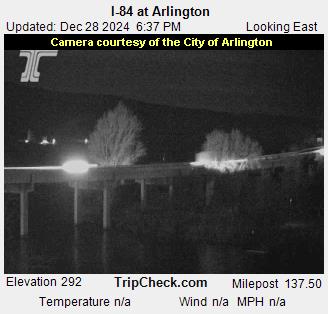 I-84 at Arlington
Updated: Dec 28 2024 6:37 PM Looking East
Camera courtesy of the City of Arlington
Elevation 292 TripCheck.com Milepost 137.50
Temperature n/a Wind n/a MPH n/a